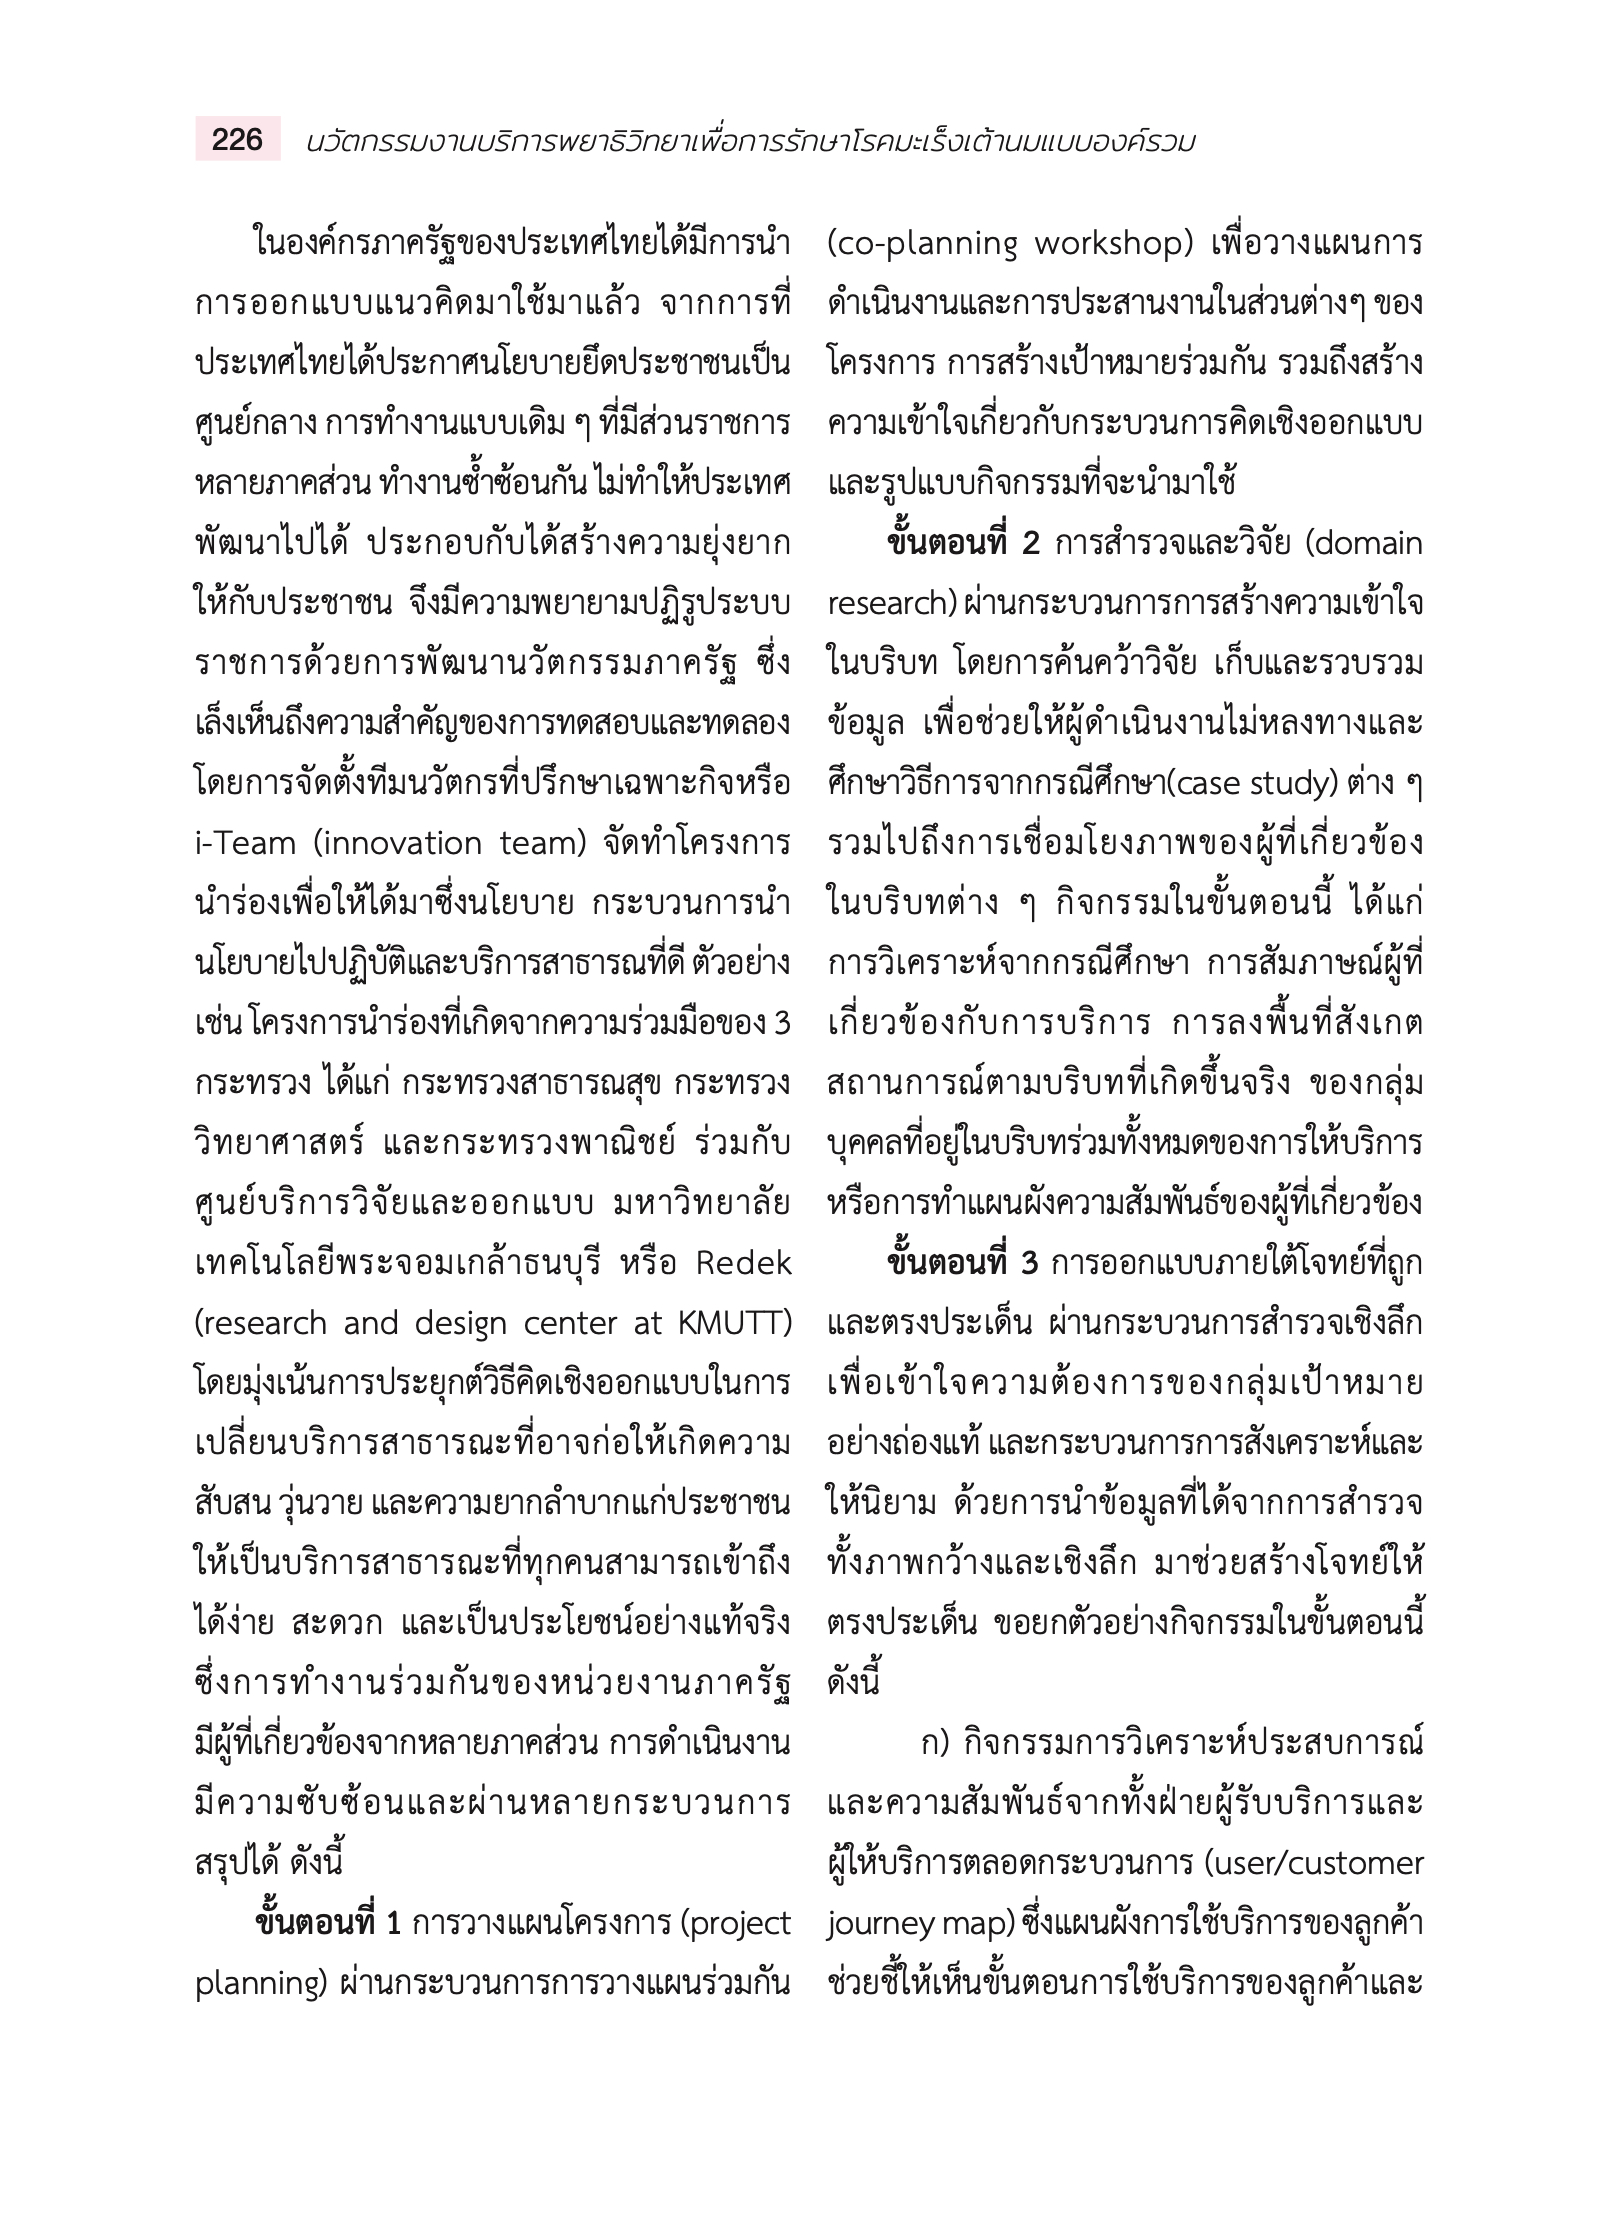 226 นวัตกรรมงานบริการพยาธิวิทยาเพื่อการรักษาโรคมะเร็งเต้านมแบบองค์รวม
ในองค์กรภาครัฐของประเทศไทยได้มีการนำ
การออกแบบแนวคิดมาใช้มาแล้ว จากการที่
ประเทศไทยได้ประกาศนโยบายยึดประชาชนเป็น
ศูนย์กลาง การทำงานแบบเดิม ๆ ที่มีส่วนราชการ
หลายภาคส่วน ทำงานซ้ำซ้อนกัน ไม่ทำให้ประเทศ
พัฒนาไปได้ ประกอบกับได้สร้างความยุ่งยาก
ให้กับประชาชน จึงมีความพยายามปฏิรูประบบ
ราชการด้วยการพัฒนานวัตกรรมภาครัฐ ซึ่ง
เล็งเห็นถึงความสำคัญของการทดสอบและทดลอง
โดยการจัดตั้งทีมนวัตกรที่ปรึกษาเฉพาะกิจหรือ
i-Team (innovation team) จัดทำโครงการ
นำร่องเพื่อให้ได้มาซึ่งนโยบาย กระบวนการนำ
นโยบายไปปฏิบัติและบริการสาธารณที่ดี ตัวอย่าง
เช่น โครงการนำร่องที่เกิดจากความร่วมมือของ 3
กระทรวง ได้แก่ กระทรวงสาธารณสุข กระทรวง
วิทยาศาสตร์ และกระทรวงพาณิชย์ ร่วมกับ
ศูนย์บริการวิจัยและออกแบบ มหาวิทยาลัย
เทคโนโลยีพระจอมเกล้าธนบุรี หรือ Redek
(research and design center at KMUTT)
โดยมุ่งเน้นการประยุกต์วิธีคิดเชิงออกแบบในการ
เปลี่ยนบริการสาธารณะที่อาจก่อให้เกิดความ
สับสน วุ่นวาย และความยากลำบากแก่ประชาชน
ให้เป็นบริการสาธารณะที่ทุกคนสามารถเข้าถึง
ได้ง่าย สะดวก และเป็นประโยชน์อย่างแท้จริง
ซึ่งการทำงานร่วมกันของหน่วยงานภาครัฐ
มีผู้ที่เกี่ยวข้องจากหลายภาคส่วน การดำเนินงาน
มีความซับซ้อนและผ่านหลายกระบวนการ
สรุปได้ ดังนี้
ขั้นตอนที่ 1 การวางแผนโครงการ (project
planning) ผ่านกระบวนการการวางแผนร่วมกัน
(co-planning workshop) เพื่อวางแผนการ
ดำเนินงานและการประสานงานในส่วนต่างๆ ของ
โครงการ การสร้างเป้าหมายร่วมกัน รวมถึงสร้าง
ความเข้าใจเกี่ยวกับกระบวนการคิดเชิงออกแบบ
และรูปแบบกิจกรรมที่จะนำมาใช้
ขั้นตอนที่ 2 การสำรวจและวิจัย (domain
research) ผ่านกระบวนการการสร้างความเข้าใจ
ในบริบท โดยการค้นคว้าวิจัย เก็บและรวบรวม
ข้อมูล เพื่อช่วยให้ผู้ดำเนินงานไม่หลงทางและ
ศึกษาวิธีการจากกรณีศึกษา(case study) ต่าง ๆ
รวมไปถึงการเชื่อมโยงภาพของผู้ที่เกี่ยวข้อง
ในบริบทต่าง ๆ กิจกรรมในขั้นตอนนี้ ได้แก่
การวิเคราะห์จากกรณีศึกษา การสัมภาษณ์ผู้ที่
เกี่ยวข้องกับการบริการ การลงพื้นที่สังเกต
สถานการณ์ตามบริบทที่เกิดขึ้นจริง ของกลุ่ม
บุคคลที่อยู่ในบริบทร่วมทั้งหมดของการให้บริการ
หรือการทำแผนผังความสัมพันธ์ของผู้ที่เกี่ยวข้อง
ขั้นตอนที่ 3 การออกแบบภายใต้โจทย์ที่ถูก
และตรงประเด็น ผ่านกระบวนการสำรวจเชิงลึก
เพื่อเข้าใจความต้องการของกลุ่มเป้าหมาย
อย่างถ่องแท้ และกระบวนการการสังเคราะห์และ
ให้นิยาม ด้วยการนำข้อมูลที่ได้จากการสำรวจ
ทั้งภาพกว้างและเชิงลึก มาช่วยสร้างโจทย์ให้
ตรงประเด็น ขอยกตัวอย่างกิจกรรมในขั้นตอนนี้
ดังนี้
ก) กิจกรรมการวิเคราะห์ประสบการณ์
และความสัมพันธ์จากทั้งฝ่ายผู้รับบริการและ
ผู้ให้บริการตลอดกระบวนการ (user/customer
journey map) ซึ่งแผนผังการใช้บริการของลูกค้า
ช่วยชี้ให้เห็นขั้นตอนการใช้บริการของลูกค้าและ